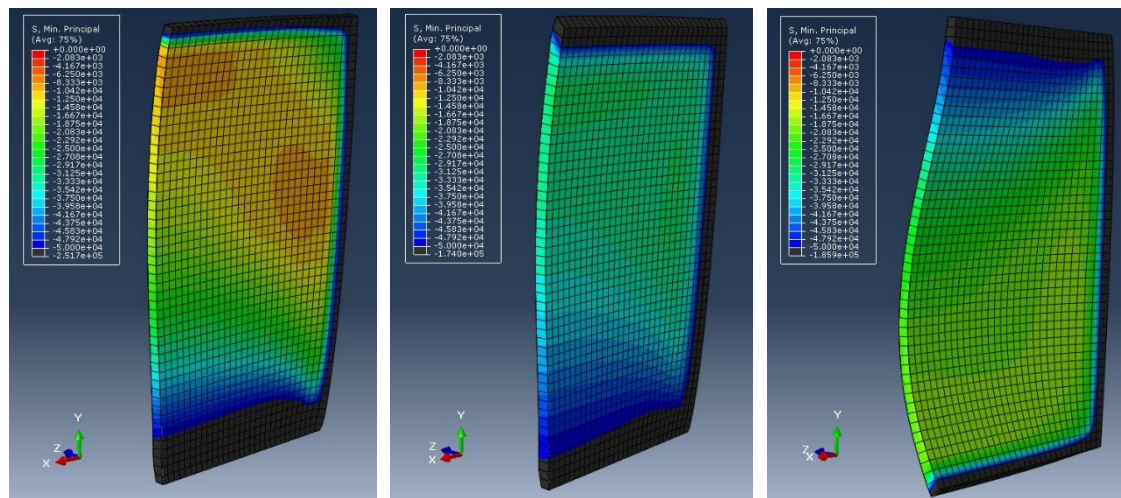 S, Min. Principal
(Avg: 75%)
+0.000e+00
-2.083e+03
-4.167e+03
-6.250e+03
-8.333e+03
-1.042e+04
-1.250e+04
-1.458e+04
-1.667e+04
-1.875e+04
-2.083e+04
-2.292e+04
-2.500e+04
-2.708e+04
-2.917e+04
-3.125e+04
-3.333e+04
-3.542e+04
-3.750e+04
-3.958e+04
-4.167e+04
-4.375e+04
-4.583e+04
-4.792e+04
-5.000e+04
-2.517e+05
Y
Z
X
S, Min. Principal
(Avg: 75%)
+0.000e+00
-2.083e+03
-4.167e+03
-6.250e+03
-8.333e+03
-1.042e+04
-1.250e+04
-1.458e+04
-1.667e+04
-1.875e+04
-2.083e+04
-2.292e+04
-2.500e+04
-2.708e+04
-2.917e+04
-3.125e+04
-3.333e+04
-3.542e+04
-3.750e+04
-3.958e+04
-4.167e+04
-4.375e+04
-4.583e+04
-4.792e+04
-5.000e+04
-1.740e+05
Y
Z
X
S, Min. Principal
(Avg: 75%)
+0.000e+00
-2.083e+03
-4.167e+03
-6.250e+03
-8.333e+03
-1.042e+04
-1.250e+04
-1.458e+04
-1.667e+04
-1.875e+04
-2.083e+04
-2.292e+04
-2.500e+04
-2.708e+04
-2.917e+04
-3.125e+04
-3.333e+04
-3.542e+04
-3.750e+04
-3.958e+04
-4.167e+04
-4.375e+04
-4.583e+04
-4.792e+04
-5.000e+04
-1.859e+05
Y
Z
X